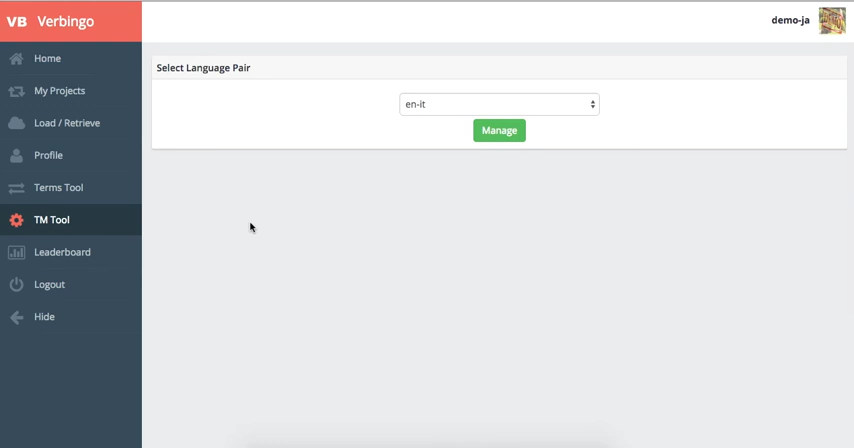 VB Verbingo
demo-ja
Home
My Projects
Load / Retrieve
Profile
Terms Tool
TM Tool
Leaderboard
Logout
Hide
Select Language Pair
en-it
Manage